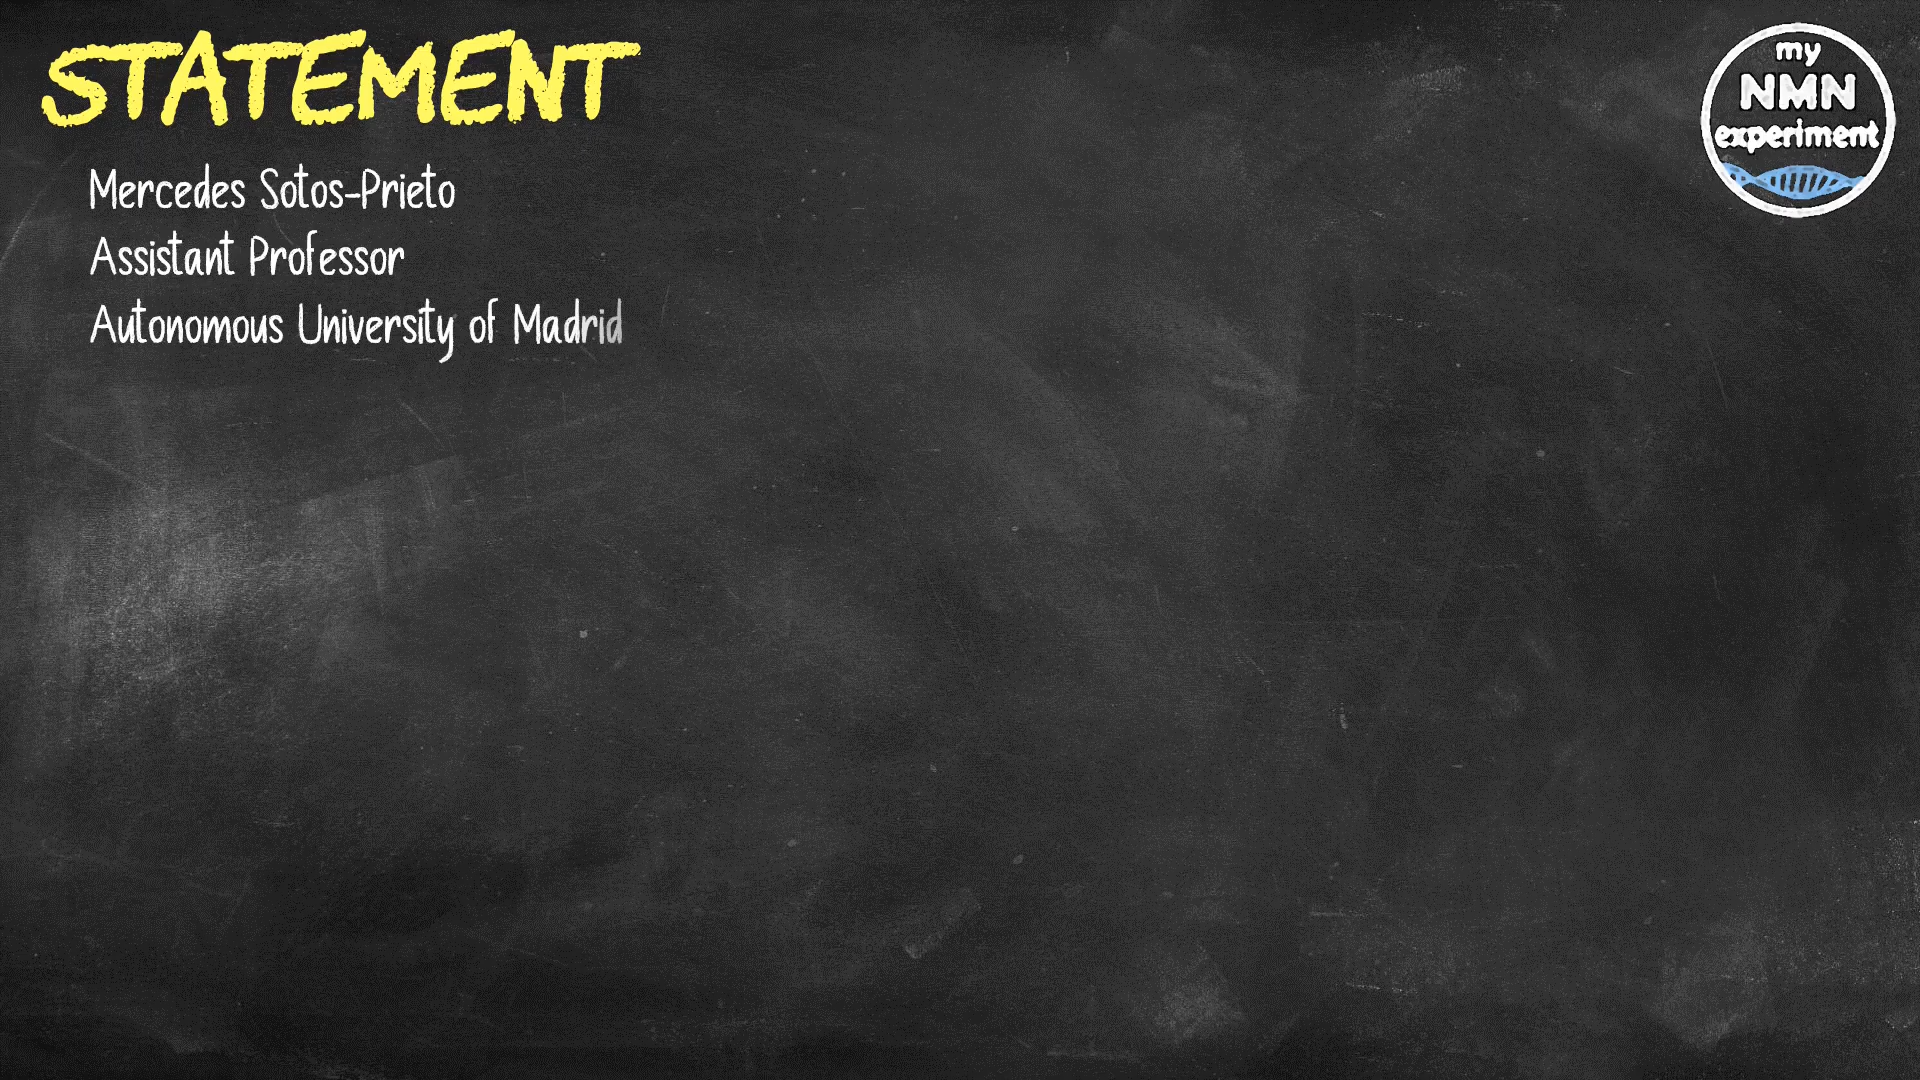 STATEMENT
Mercedes Sotos-Prieto
Assistant Professor
Autonomous University of Madrid
my
NMN
experiment